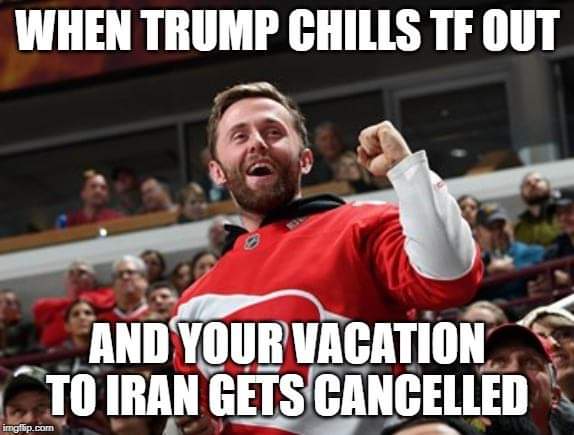 WHEN TRUMP CHILLS TF OUT
AND YOUR VACATION
TO IRAN GETS CANCELLED
imgflip.com